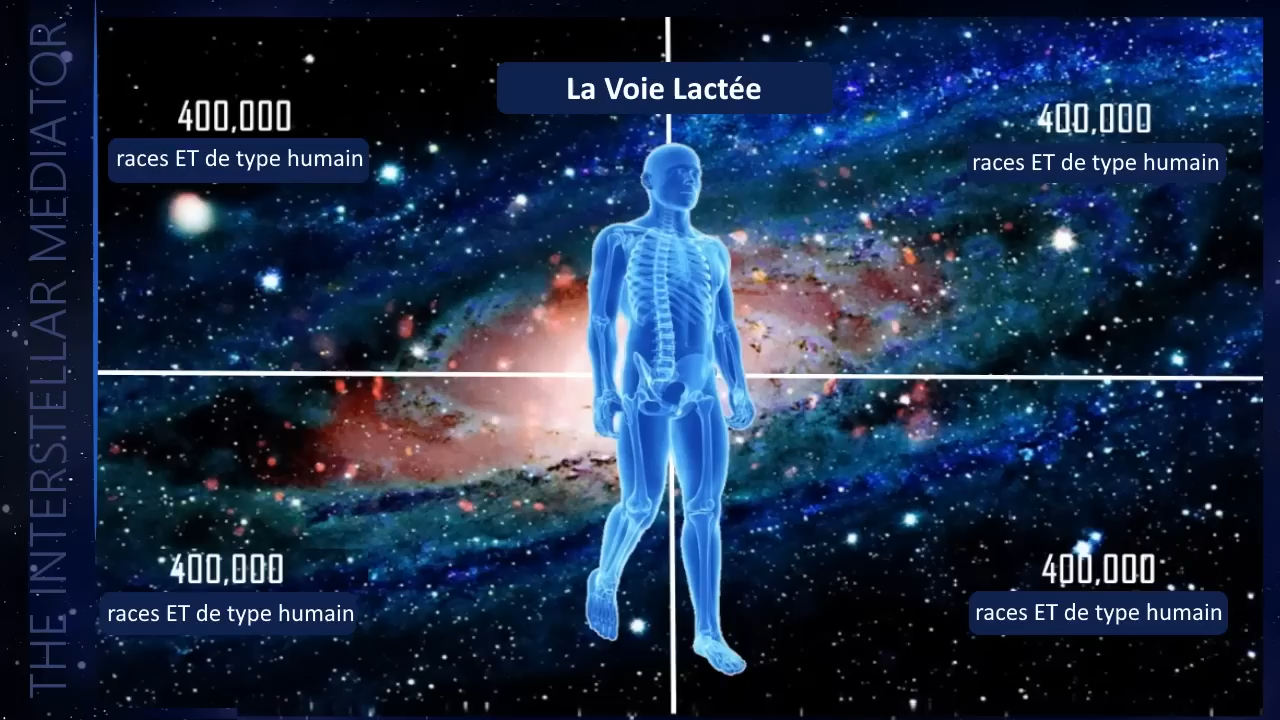 THE INTERSTELLAR MEDIATOR
La Voie Lactée
400,000
races ET de type humain
400,000
races ET de type humain
400,000
races ET de type humain
400,000
races ET de type humain